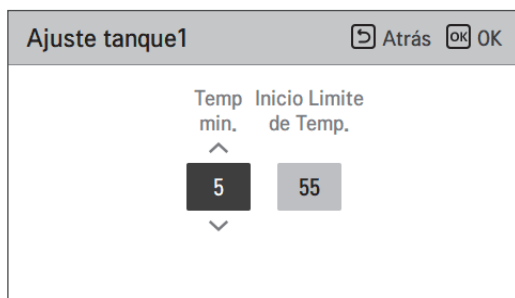 Ajuste tanque1 Atrás OK OK
Temp Inicio Limite
min. de Temp.
5 55